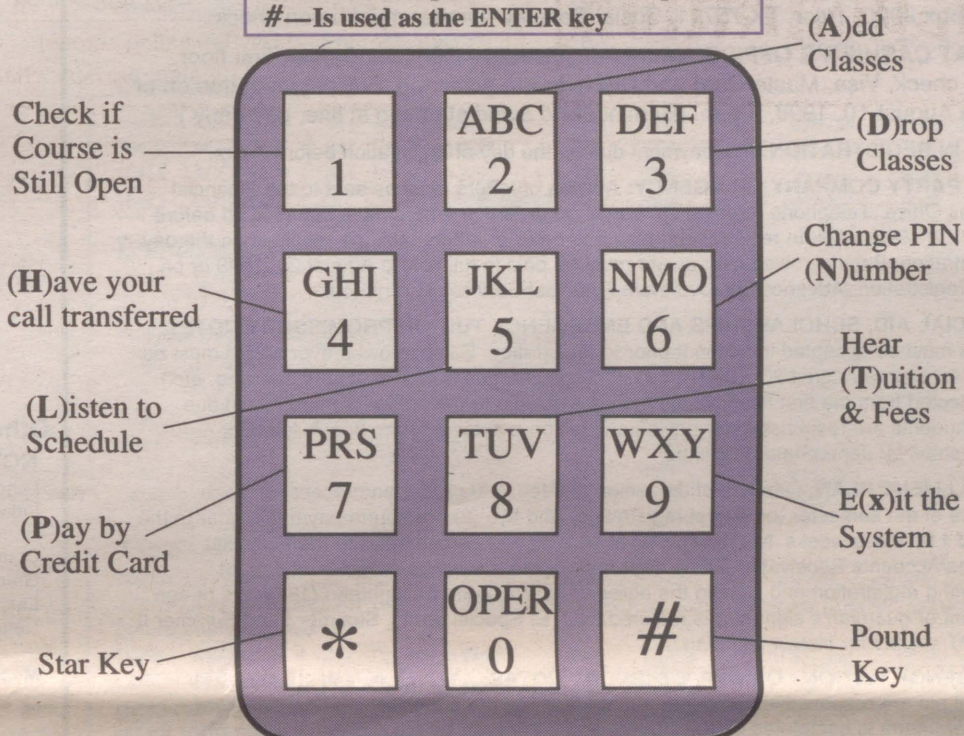 #—Is used as the ENTER key
(A)dd
Classes
Check if
Course is
Still Open
1
ABC
2
DEF
3
(D)rop
Classes
Change PIN
(N)umber
(H)ave your
call transferred
GHI
4
JKL
5
NMO
6
Hear
(T)uition
& Fees
(L)isten to
Schedule
PRS
7
TUV
8
WXY
9
(P)ay by
Credit Card
E(x)it the
System
Star Key
*
OPER
0
#
Pound
Key